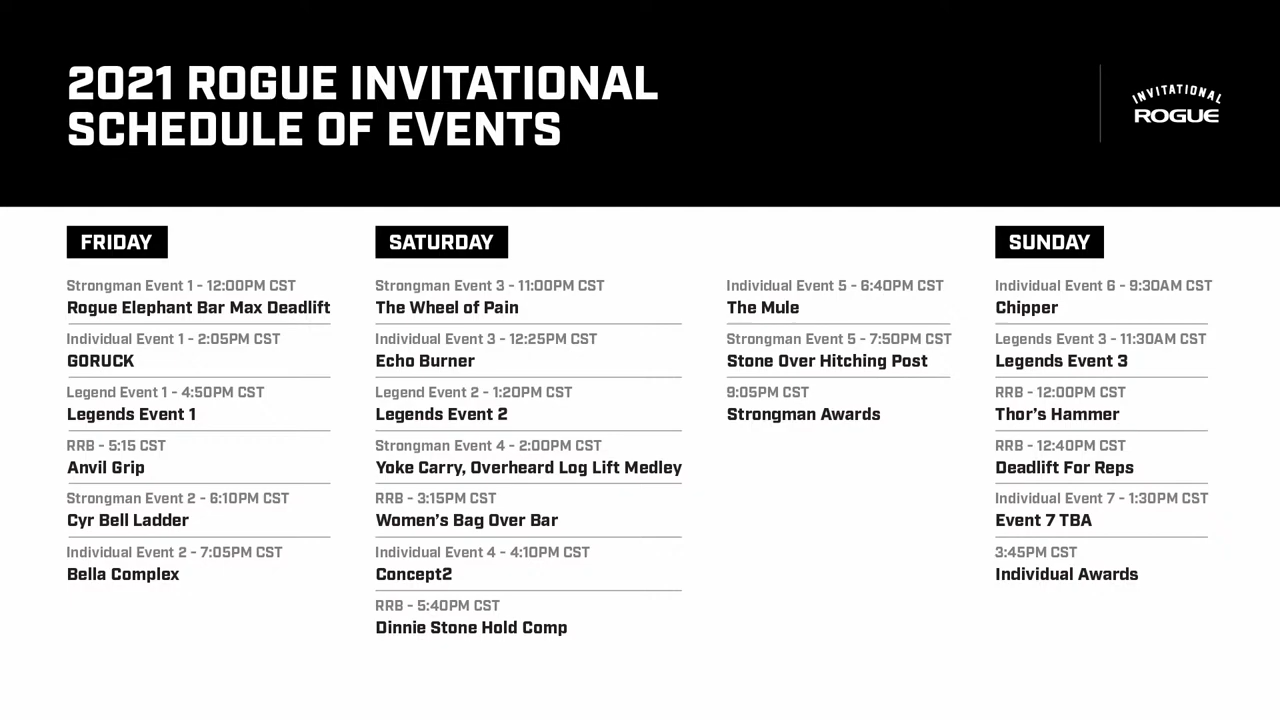 2021 ROGUE INVITATIONAL
SCHEDULE OF EVENTS
INVITATIONAL
ROGUE
FRIDAY
Strongman Event 1 - 12:00PM CST
Rogue Elephant Bar Max Deadlift
Individual Event 1 - 2:05PM CST
GORUCK
Legend Event 1 - 4:50PM CST
Legends Event 1
RRB - 5:15 CST
Anvil Grip
Strongman Event 2 - 6:10PM CST
Cyr Bell Ladder
Individual Event 2 - 7:05PM CST
Bella Complex
SATURDAY
Strongman Event 3 - 11:00PM CST
The Wheel of Pain
Individual Event 3 - 12:25PM CST
Echo Burner
Legend Event 2 - 1:20PM CST
Legends Event 2
Strongman Event 4 - 2:00PM CST
Yoke Carry, Overheard Log Lift Medley
RRB - 3:15PM CST
Women's Bag Over Bar
Individual Event 4 - 4:10PM CST
Concept2
RRB - 5:40PM CST
Dinnie Stone Hold Comp
Individual Event 5 - 6:40PM CST
The Mule
Strongman Event 5 - 7:50PM CST
Stone Over Hitching Post
9:05PM CST
Strongman Awards
SUNDAY
Individual Event 6 - 9:30AM CST
Chipper
Legends Event 3 - 11:30AM CST
Legends Event 3
RRB - 12:00PM CST
Thor's Hammer
RRB - 12:40PM CST
Deadlift For Reps
Individual Event 7 - 1:30PM CST
Event 7 TBA
3:45PM CST
Individual Awards